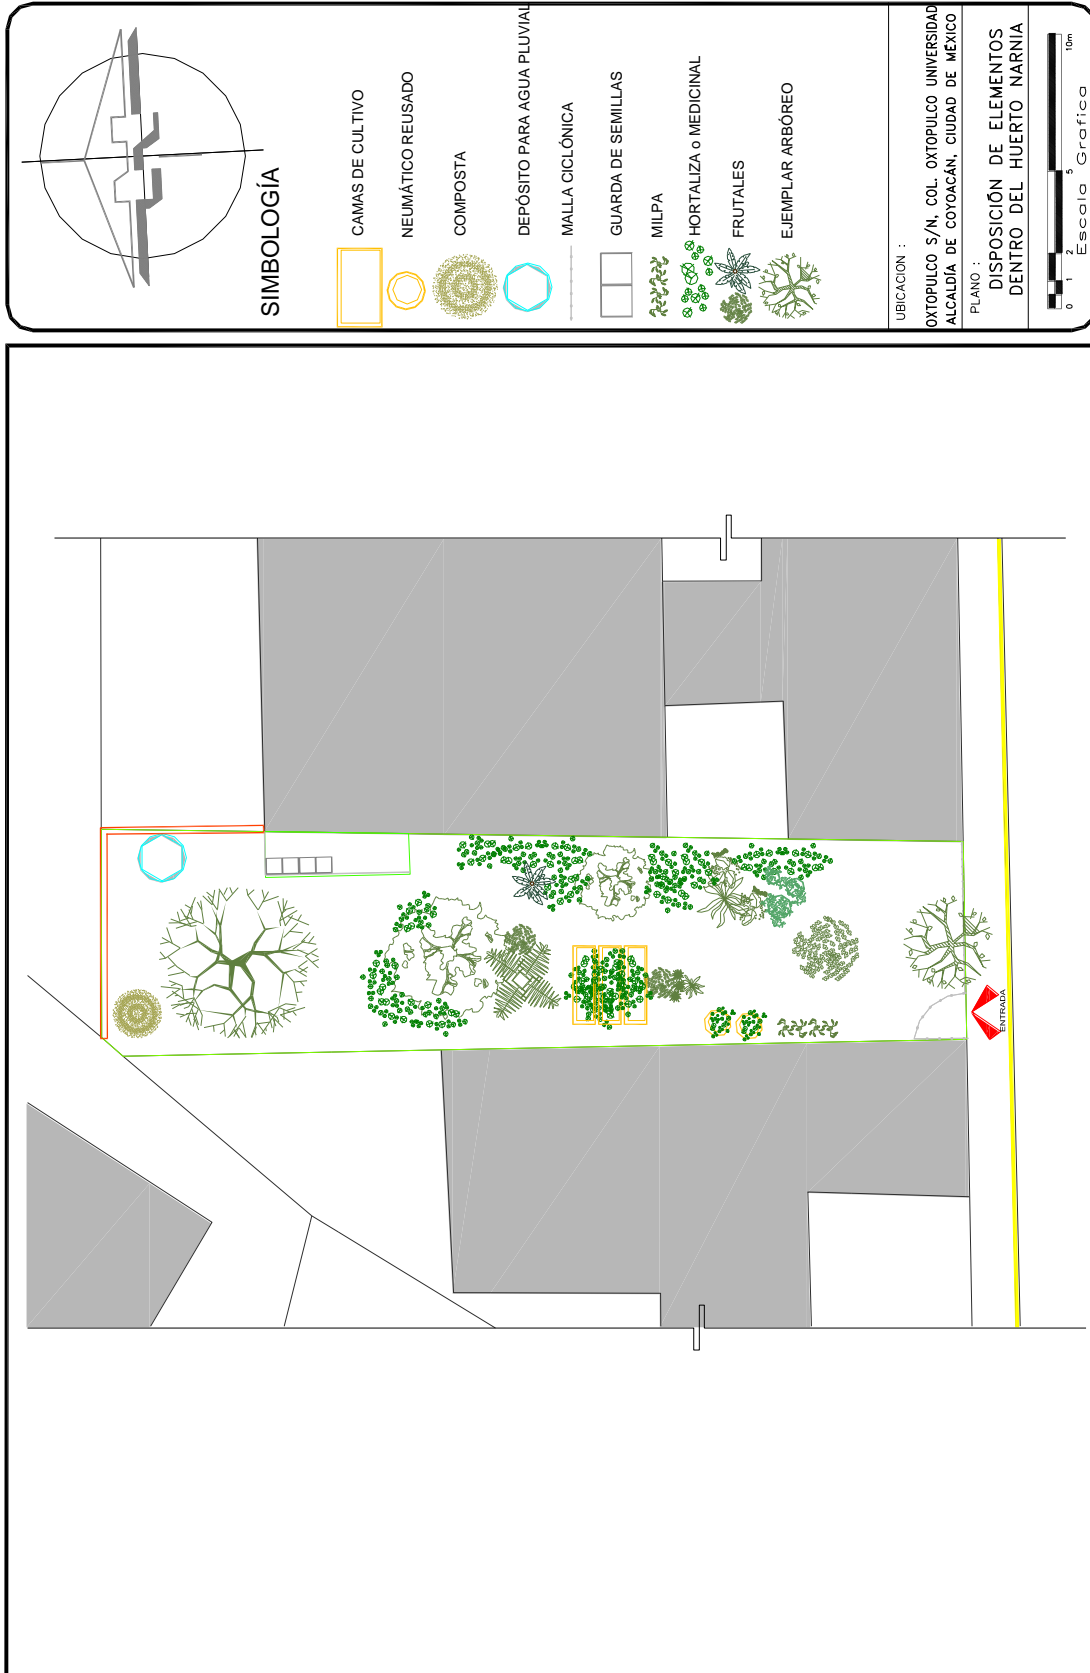 SIMBOLOGÍA
CAMAS DE CULTIVO
NEUMÁTICO REUSADO
COMPOSTA
DEPÓSITO PARA AGUA PLUVIAL
MALLA CICLÓNICA
GUARDA DE SEMILLAS
MILPA
HORTALIZA o MEDICINAL
FRUTALES
EJEMPLAR ARBÓREO
UBICACION :
OXTOPULCO S/N, COL. OXTOPULCO UNIVERSIDAD
ALCALDÍA DE COYOACÁN, CIUDAD DE MÉXICO
PLANO :
DISPOSICIÓN DE ELEMENTOS
DENTRO DEL HUERTO NARNIA
0 1 2 5 10m
Escala Grafica
ENTRADA